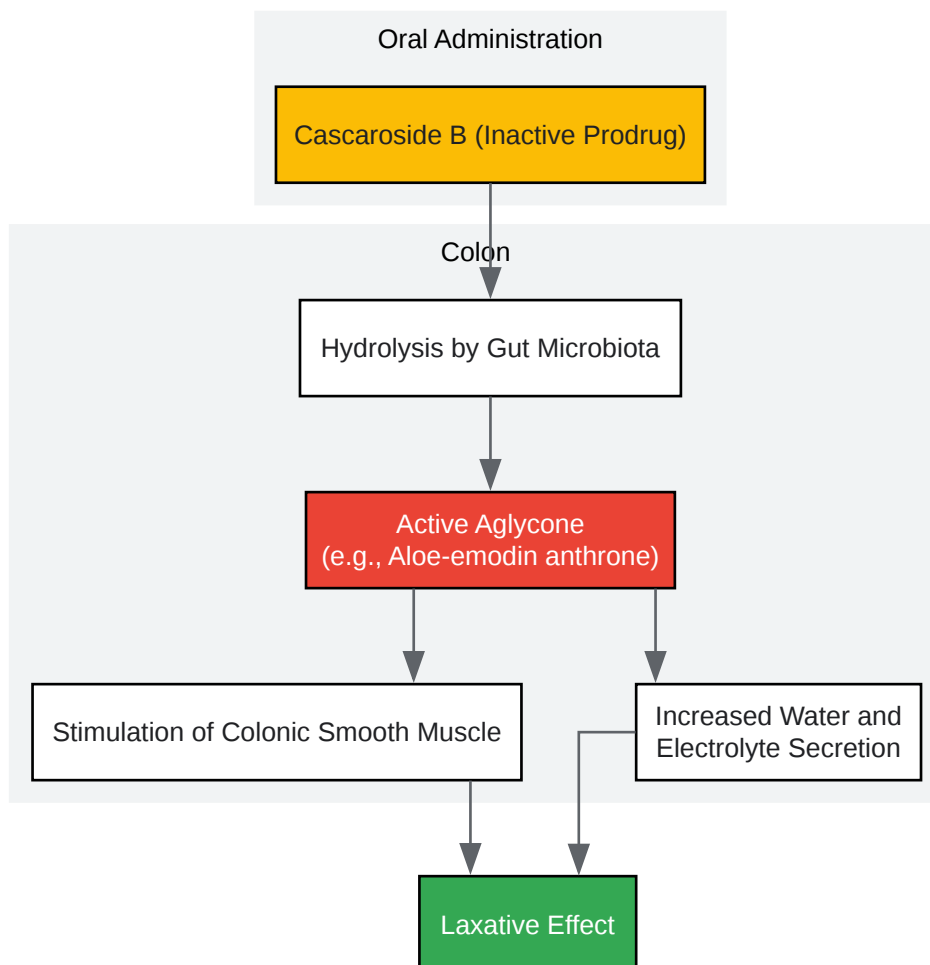 Oral Administration
Cascaroside B (Inactive Prodrug)
Colon
Hydrolysis by Gut Microbiota
Active Aglycone
(e.g., Aloe-emodin anthrone)
Stimulation of Colonic Smooth Muscle
Increased Water and
Electrolyte Secretion
Laxative Effect